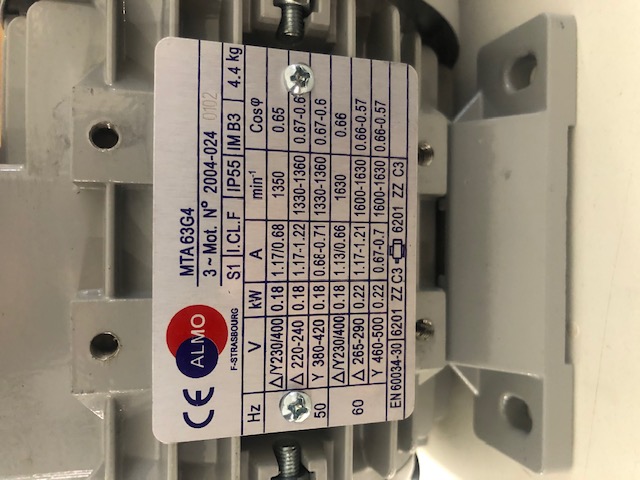 CE
ALMO
F-STRASBOURG
MTA63G4
3~Mot. N° 2004-024 0102
S1 I.CL.F IP55 IM B3 4.4 kg
Hz V kW A min⁻¹ Cosφ
Δ/Y230/400 0.18 1.17/0.68 1350 0.65
Δ 220-240 0.18 1.17-1.22 1330-1360 0.67-0.6
50 Y 380-420 0.18 0.68-0.71 1330-1360 0.67-0.6
Δ/Y230/400 0.18 1.13/0.66 1630 0.66
60 Δ 265-290 0.22 1.17-1.21 1600-1630 0.66-0.57
Y 460-500 0.22 0.67-0.7 1600-1630 0.66-0.57
EN 60034-30 6201 ZZ C3 6201 ZZ C3